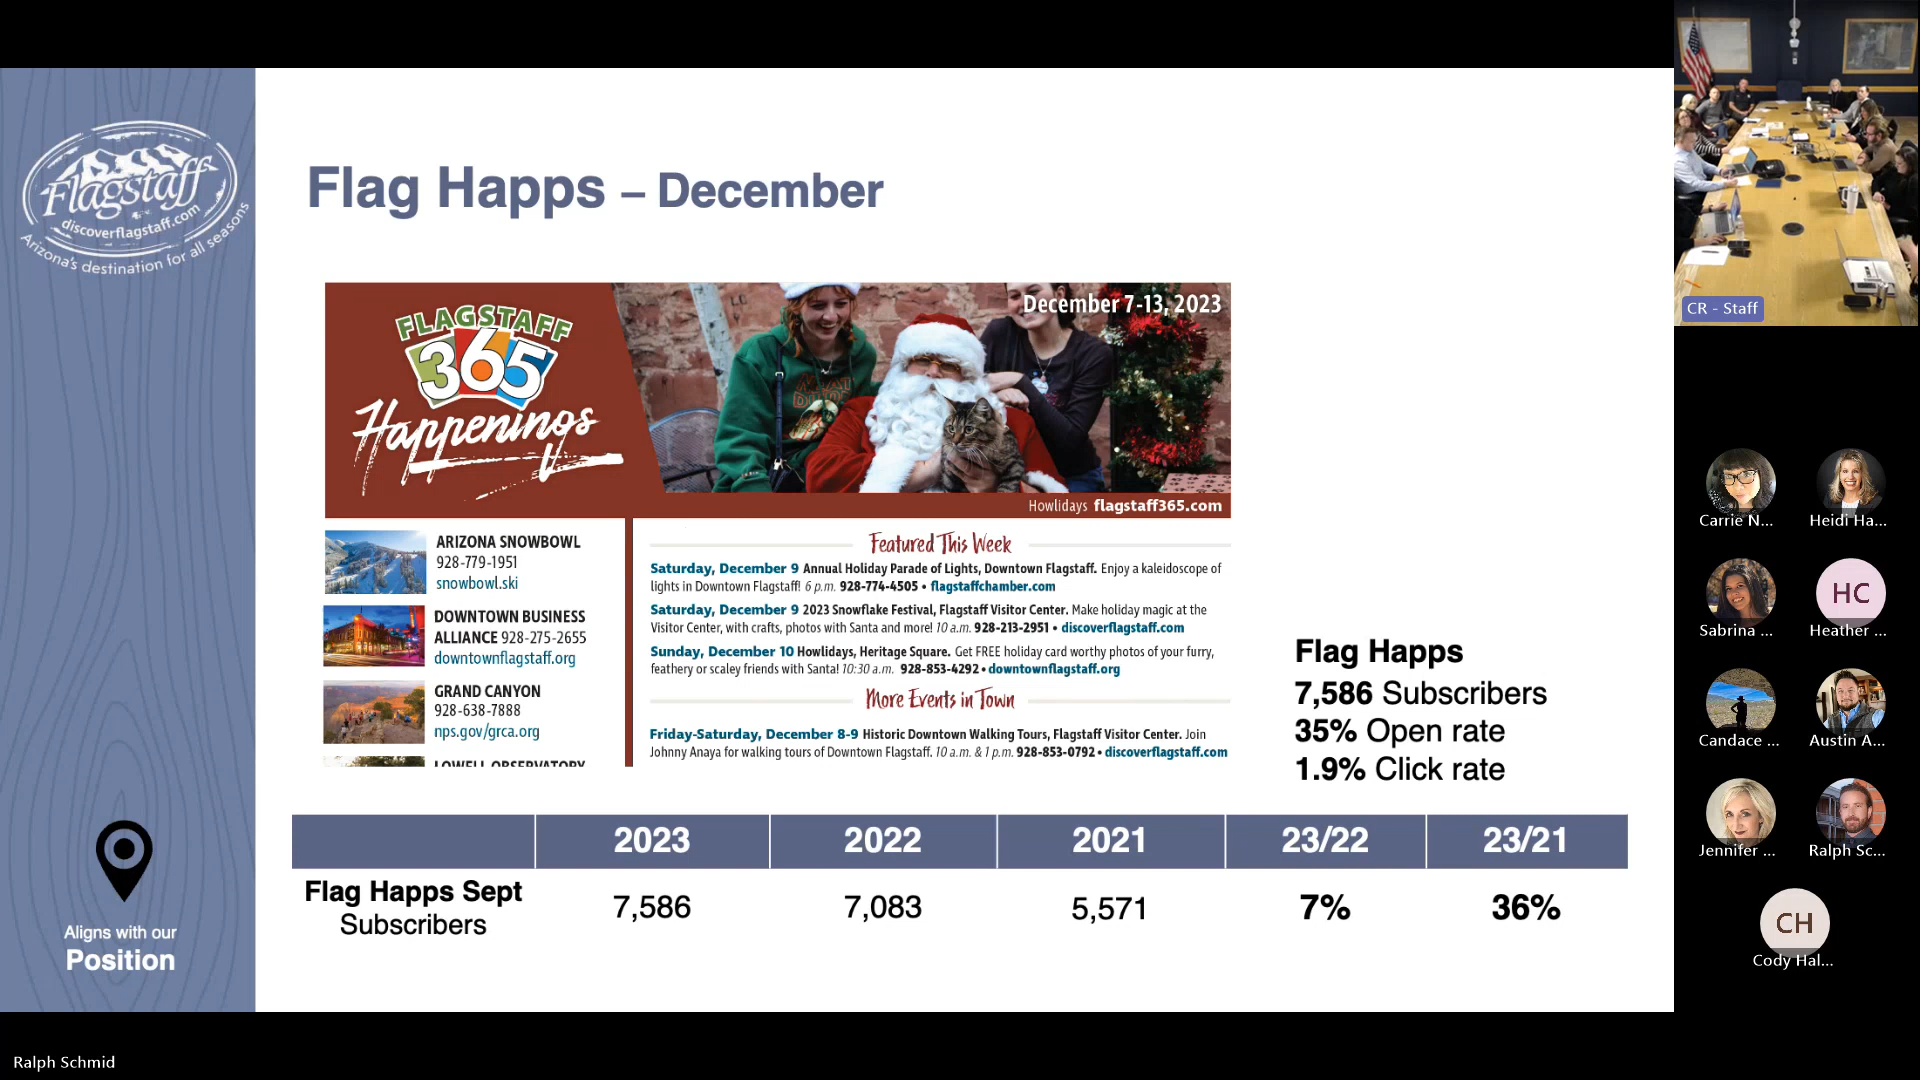 Flagstaff
discoverflagstaff.com
Arizona's destination for all seasons
Flag Happs – December
FLAGSTAFF
365
Happenings
December 7-13, 2023
Howlidays flagstaff365.com
ARIZONA SNOWBOWL
928-779-1951
snowbowl.ski
DOWNTOWN BUSINESS
ALLIANCE 928-275-2655
downtownflagstaff.org
GRAND CANYON
928-638-7888
nps.gov/grca.org
LOWELL OBSERVATORY
Featured This Week
Saturday, December 9 Annual Holiday Parade of Lights, Downtown Flagstaff. Enjoy a kaleidoscope of
lights in Downtown Flagstaff! 6 p.m. 928-774-4505 • flagstaffchamber.com
Saturday, December 9 2023 Snowflake Festival, Flagstaff Visitor Center. Make holiday magic at the
Visitor Center, with crafts, photos with Santa and more! 10 a.m. 928-213-2951 • discoverflagstaff.com
Sunday, December 10 Howlidays, Heritage Square. Get FREE holiday card worthy photos of your furry,
feathery or scaley friends with Santa! 10:30 a.m. 928-853-4292 • downtownflagstaff.org
More Events in Town
Friday-Saturday, December 8-9 Historic Downtown Walking Tours, Flagstaff Visitor Center. Join
Johnny Anaya for walking tours of Downtown Flagstaff. 10 a.m. & 1 p.m. 928-853-0792 • discoverflagstaff.com
Flag Happs
7,586 Subscribers
35% Open rate
1.9% Click rate
2023 2022 2021 23/22 23/21
Flag Happs Sept
Subscribers
7,586 7,083 5,571 7% 36%
Aligns with our
Position
CR - Staff
Carrie N...
Heidi Ha...
Sabrina ...
HC
Heather ...
Candace ...
Austin A...
Jennifer ...
Ralph Sc...
CH
Cody Hal...
Ralph Schmid